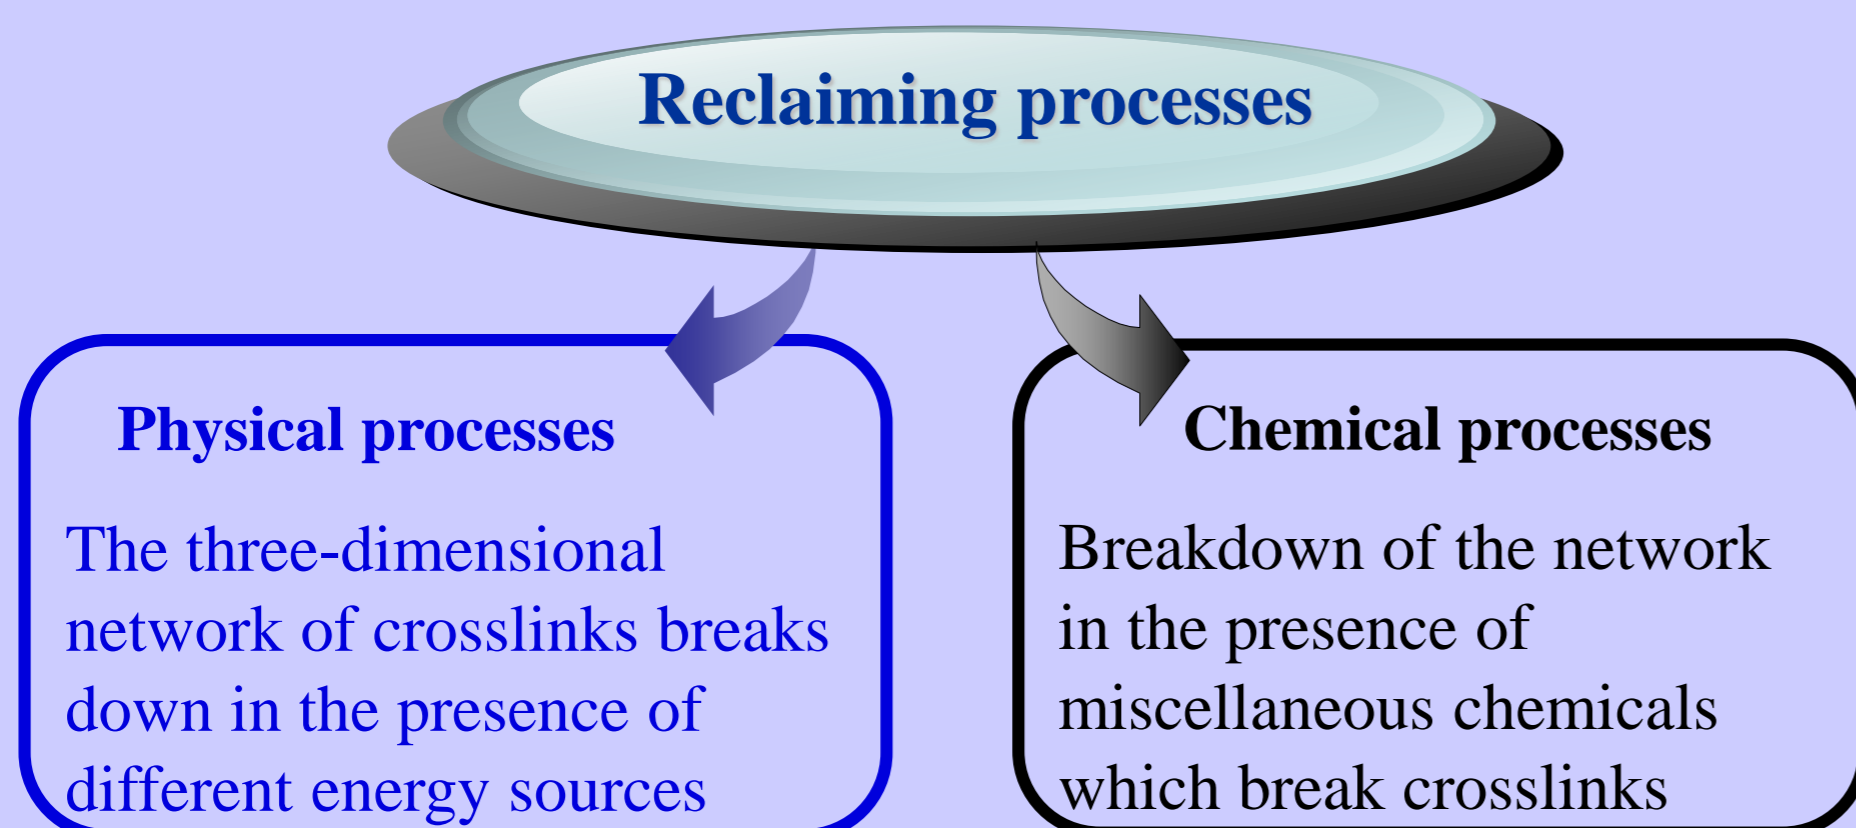 Reclaiming processes
Physical processes
The three-dimensional
network of crosslinks breaks
down in the presence of
different energy sources
Chemical processes
Breakdown of the network
in the presence of
miscellaneous chemicals
which break crosslinks